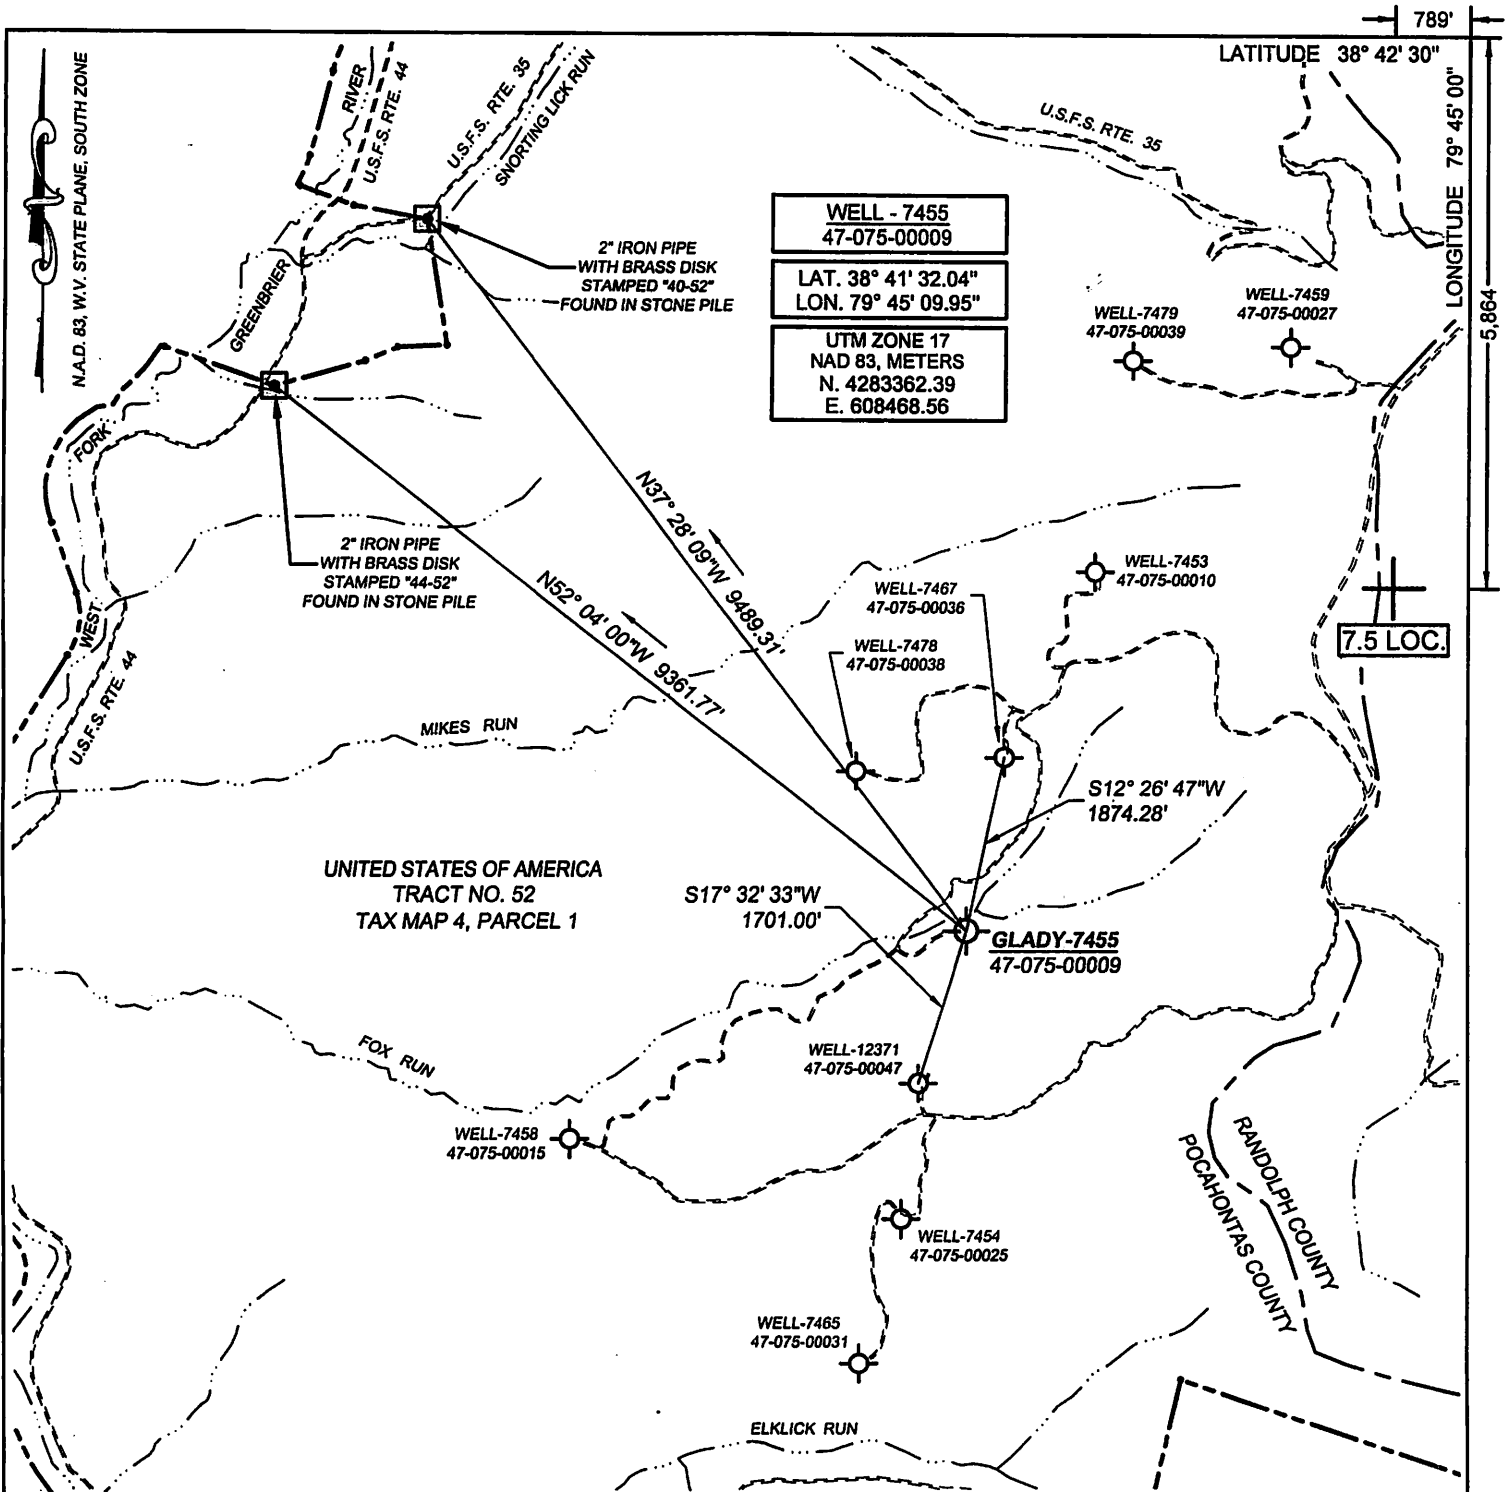 789'
LATITUDE 38° 42' 30"
LONGITUDE 79° 45' 00"
5,864
N.A.D. 83, W.V. STATE PLANE, SOUTH ZONE
RIVER
U.S.F.S. RTE. 44
U.S.F.S. RTE. 35
SNORTING LICK RUN
U.S.F.S. RTE. 35
WELL - 7455
47-075-00009
LAT. 38° 41' 32.04"
LON. 79° 45' 09.95"
UTM ZONE 17
NAD 83, METERS
N. 4283362.39
E. 608468.56
2" IRON PIPE
WITH BRASS DISK
STAMPED "40-52"
FOUND IN STONE PILE
GREENBRIER
WELL-7479
47-075-00039
WELL-7459
47-075-00027
FORK
N37° 28' 09"W 9489.31'
2" IRON PIPE
WITH BRASS DISK
STAMPED "44-52"
FOUND IN STONE PILE
N52° 04' 00"W 9361.77'
WELL-7453
47-075-00010
WELL-7467
47-075-00036
WELL-7478
47-075-00038
7.5 LOC.
WEST
U.S.F.S. RTE. 44
MIKES RUN
S12° 26' 47"W
1874.28'
UNITED STATES OF AMERICA
TRACT NO. 52
TAX MAP 4, PARCEL 1
S17° 32' 33"W
1701.00'
GLADY-7455
47-075-00009
FOX RUN
WELL-12371
47-075-00047
WELL-7458
47-075-00015
RANDOLPH COUNTY
POCAHONTAS COUNTY
WELL-7454
47-075-00025
WELL-7465
47-075-00031
ELKLICK RUN